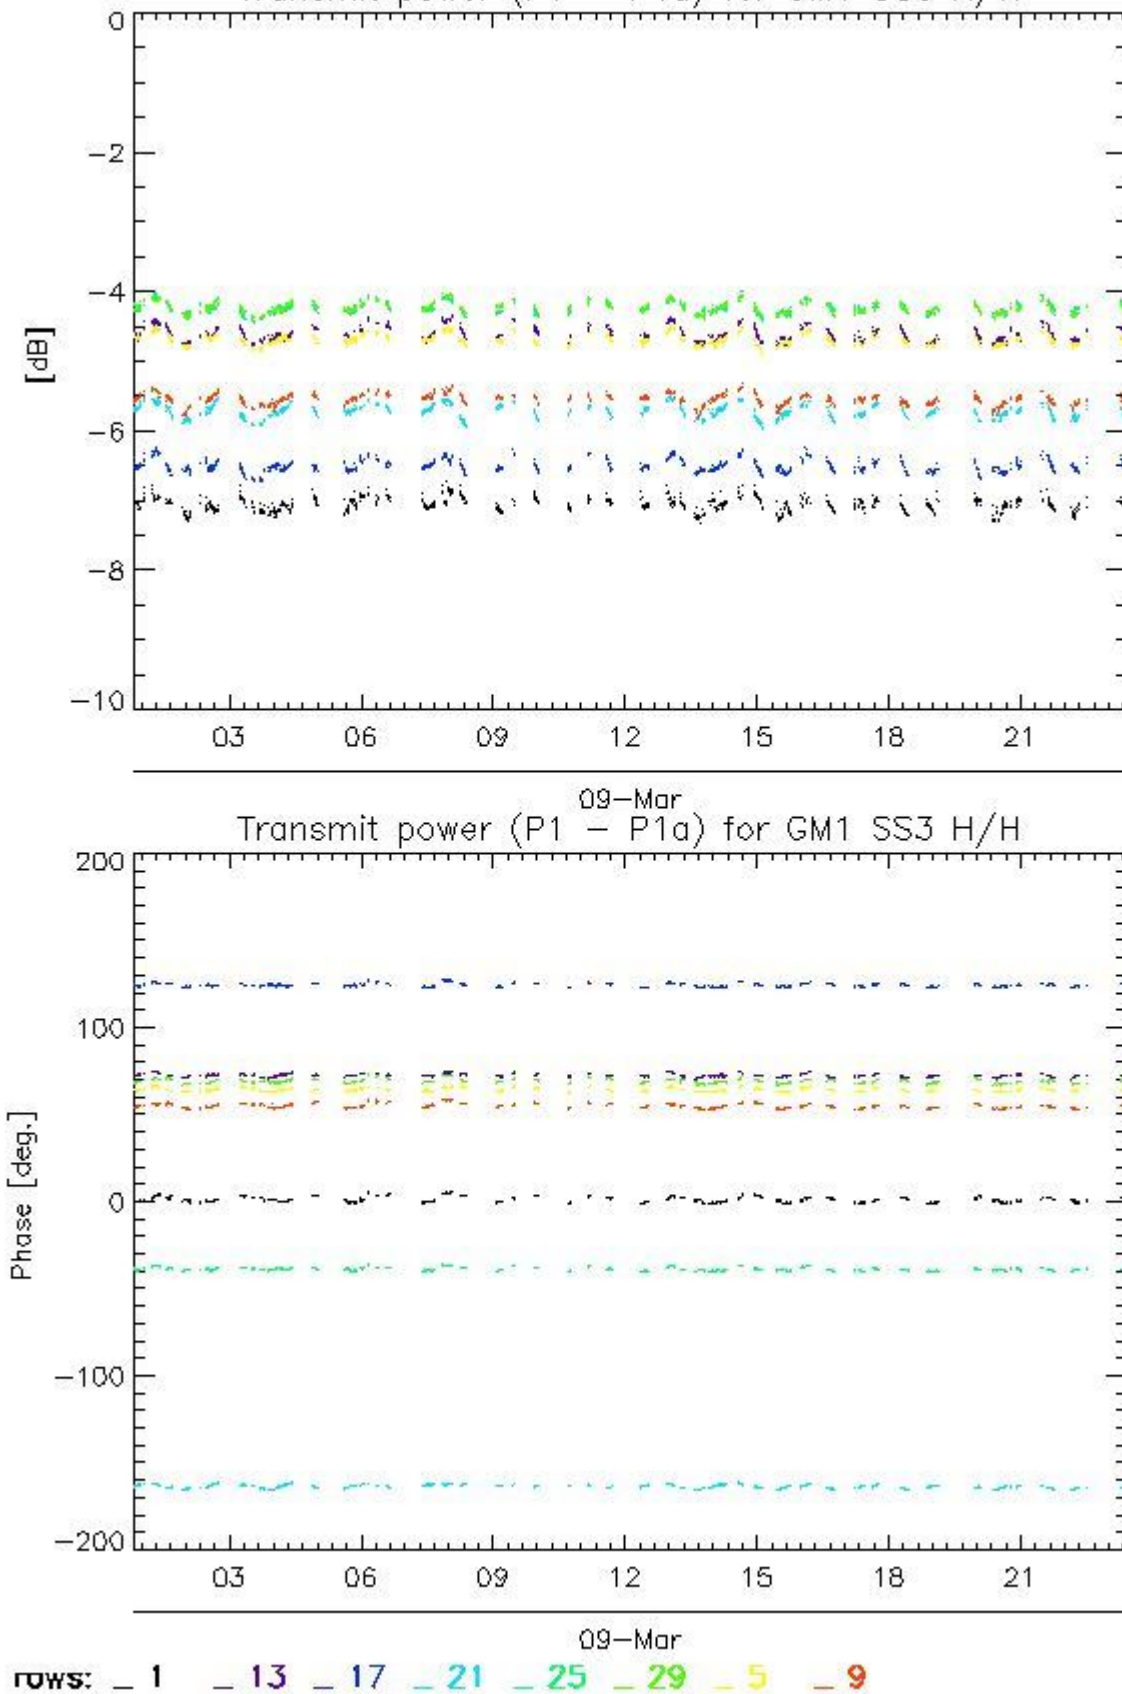 0
-2
-4
[dB]
-6
-8
-10
03 06 09 12 15 18 21
09-Mar
Transmit power (P1 - P1a) for GM1 SS3 H/H
200
100
Phase [deg.]
0
-100
-200
03 06 09 12 15 18 21
09-Mar
rows: _ 1 _ 13 _ 17 _ 21 _ 25 _ 29 _ 5 _ 9